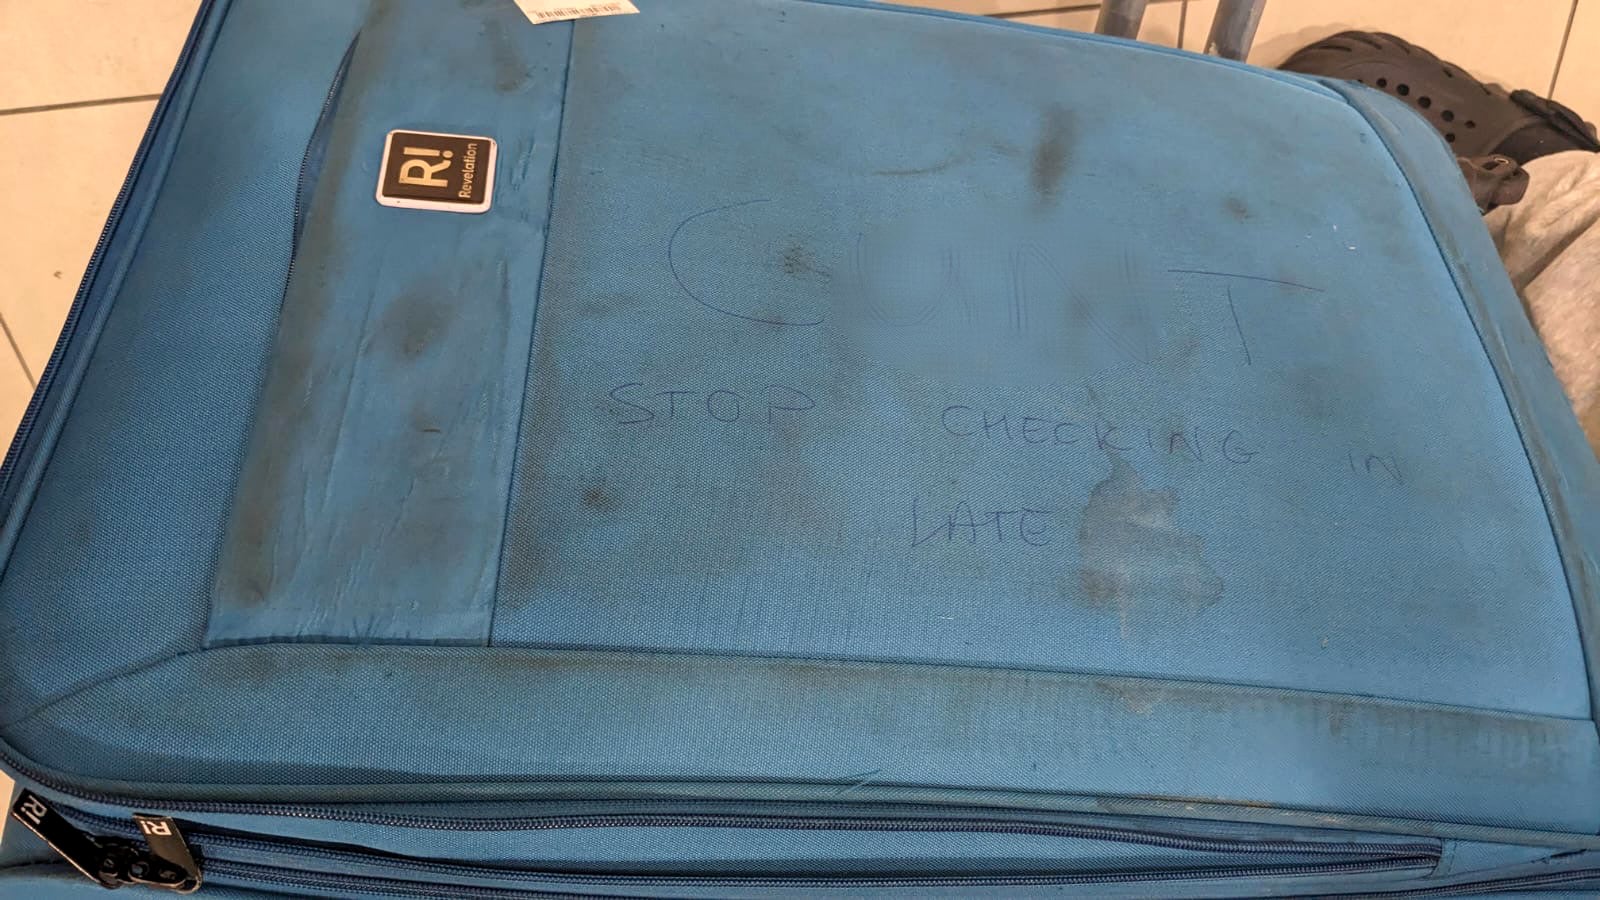 R!
Revelation
CUNT
STOP CHECKING IN
LATE
R!
R!